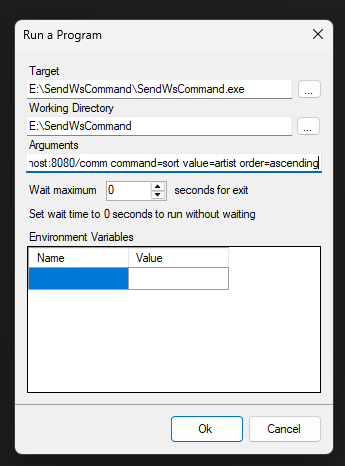 Run a Program
Target
E:\SendWsCommand\SendWsCommand.exe
...
Working Directory
E:\SendWsCommand
...
Arguments
host:8080/comm command=sort value=artist order=ascending
Wait maximum 0 seconds for exit
Set wait time to 0 seconds to run without waiting
Environment Variables
Name Value
Ok Cancel